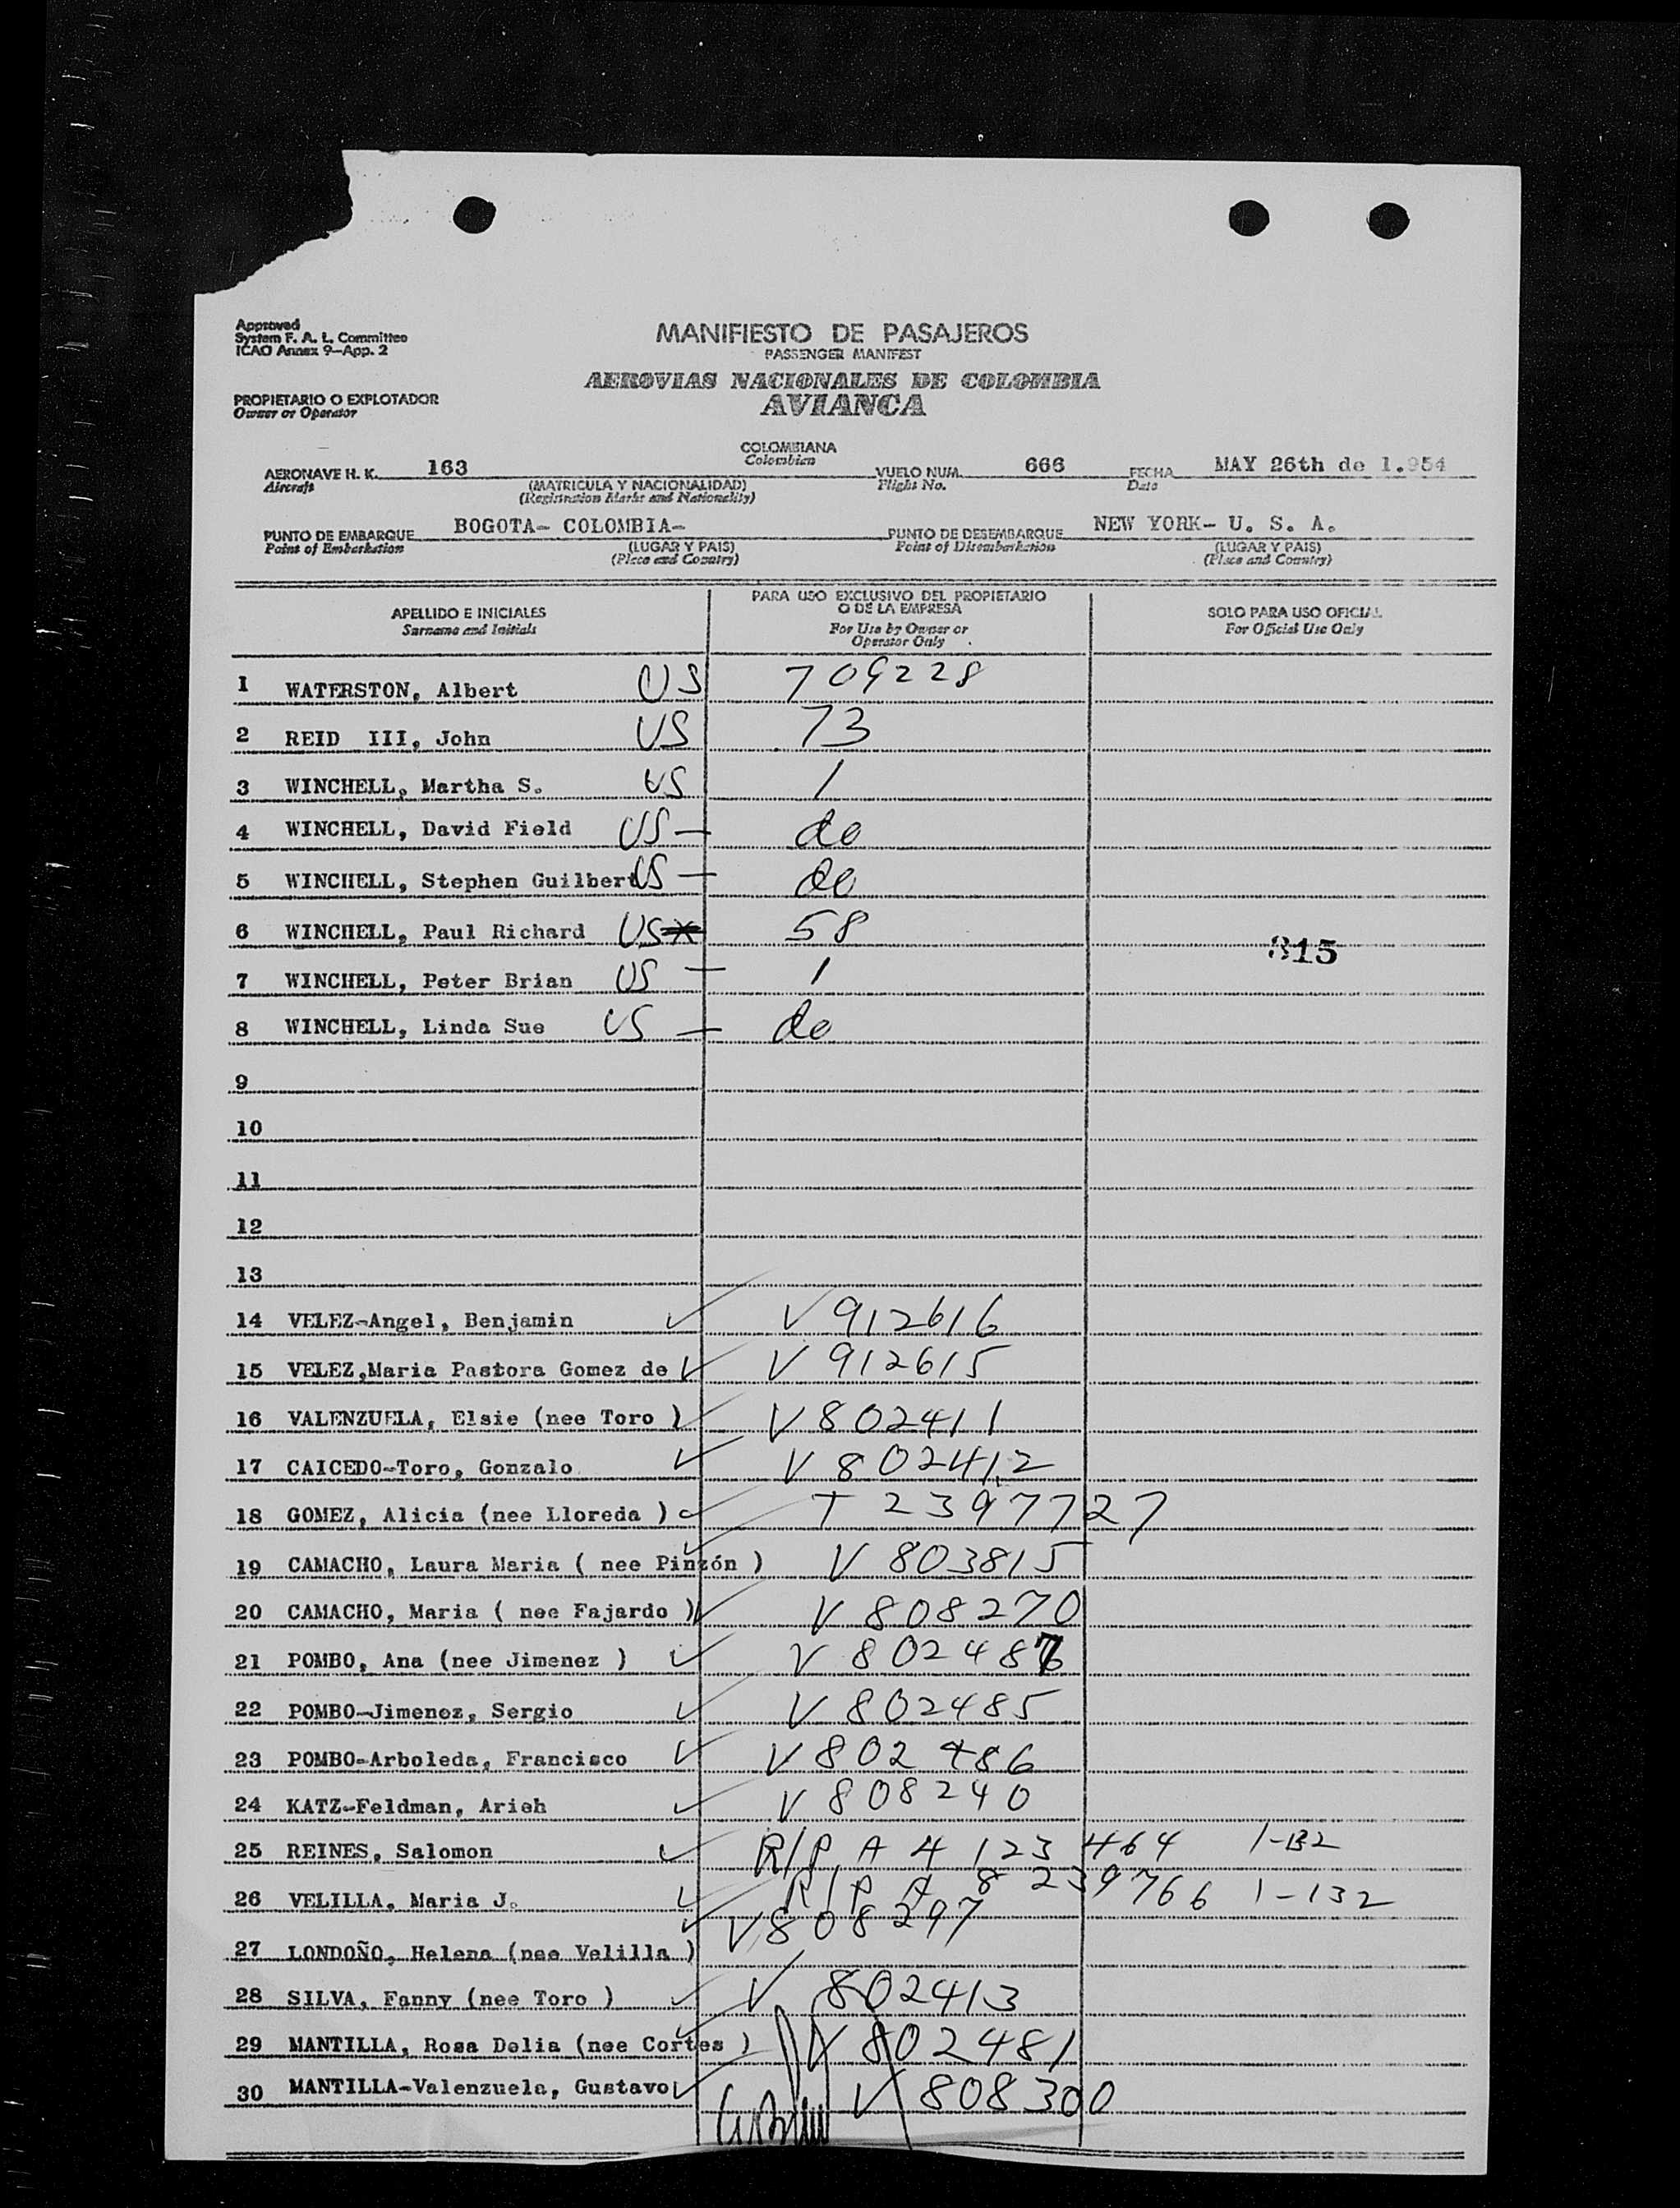 Approved
System F. A. L. Committee
ICAO Annex 9—App. 2
MANIFIESTO DE PASAJEROS
PASSENGER MANIFEST
AEROVIAS NACIONALES DE COLOMBIA
AVIANCA
PROPIETARIO O EXPLOTADOR
Owner or Operator
COLOMBIANA
Colombian
AERONAVE H. K. 163 VUELO NUM. 666 FECHA MAY 26th de 1.954
Aircraft (MATRICULA Y NACIONALIDAD) Flight No. Date
(Registration Marks and Nationality)
PUNTO DE EMBARQUE BOGOTA- COLOMBIA- PUNTO DE DESEMBARQUE NEW YORK- U. S. A.
Point of Embarkation (LUGAR Y PAIS) Point of Disembarkation (LUGAR Y PAIS)
(Place and Country) (Place and Country)
APELLIDO E INICIALES PARA USO EXCLUSIVO DEL PROPIETARIO O DE LA EMPRESA SOLO PARA USO OFICIAL
Surname and Initials For Use by Owner or Operator Only For Official Use Only
1 WATERSTON, Albert US 709228
2 REID III, John US 73
3 WINCHELL, Martha S. US 1
4 WINCHELL, David Field US — do
5 WINCHELL, Stephen Guilbert US — do
6 WINCHELL, Paul Richard US 58
315
7 WINCHELL, Peter Brian US — 1
8 WINCHELL, Linda Sue US — do
9
10
11
12
13
14 VELEZ-Angel, Benjamin ✓ V 912616
15 VELEZ,Maria Pastora Gomez de ✓ V 912615
16 VALENZUELA, Elsie (nee Toro ) ✓ V 802411
17 CAICEDO-Toro, Gonzalo ✓ V 802412
18 GOMEZ, Alicia (nee Lloreda ) ✓ T 2397727
19 CAMACHO, Laura Maria ( nee Pinzón ) ✓ V 803815
20 CAMACHO, Maria ( nee Fajardo ) ✓ V 808270
21 POMBO, Ana (nee Jimenez ) ✓ V 802487
22 POMBO-Jimenez, Sergio ✓ V 802485
23 POMBO-Arboleda, Francisco ✓ V 802486
24 KATZ-Feldman, Arieh ✓ V 808240
25 REINES, Salomon ✓ R/P A 4 123 464 1-B2
26 VELILLA, Maria J. ✓ R/P A 8 239766 1-132
27 LONDOÑO, Helena (nee Velilla ) ✓ V 808297
28 SILVA, Fanny (nee Toro ) ✓ V 802413
29 MANTILLA, Rosa Delia (nee Cortes ) ✓ V 802481
30 MANTILLA-Valenzuela, Gustavo ✓ V 808300